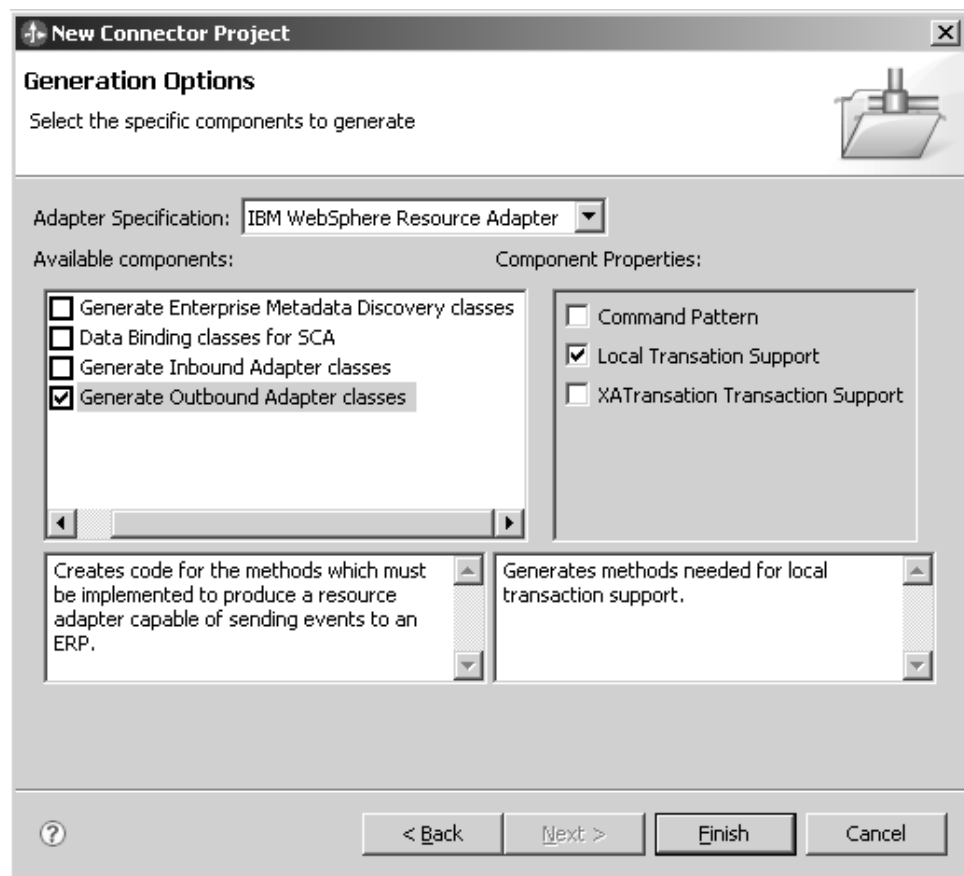 New Connector Project
Generation Options
Select the specific components to generate
Adapter Specification: IBM WebSphere Resource Adapter
Available components:
Component Properties:
Generate Enterprise Metadata Discovery classes
Data Binding classes for SCA
Generate Inbound Adapter classes
Generate Outbound Adapter classes
Command Pattern
Local Transation Support
XATransation Transaction Support
Creates code for the methods which must
be implemented to produce a resource
adapter capable of sending events to an
ERP.
Generates methods needed for local
transaction support.
?
< Back
Next >
Finish
Cancel